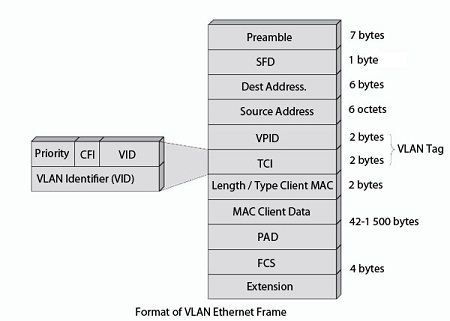 Preamble 7 bytes
SFD 1 byte
Dest Address. 6 bytes
Source Address 6 octets
VPID 2 bytes
VLAN Tag
Priority CFI VID
TCI 2 bytes
VLAN Identifier (VID)
Length / Type Client MAC 2 bytes
MAC Client Data
42-1 500 bytes
PAD
FCS
4 bytes
Extension
Format of VLAN Ethernet Frame